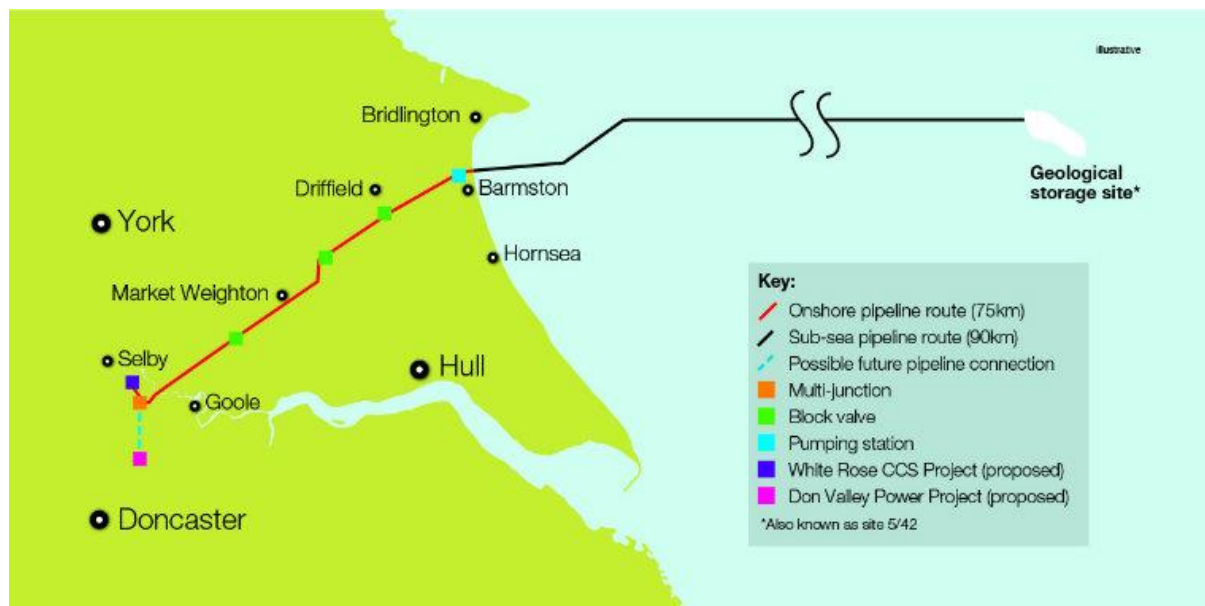 illustrative
Bridlington
Driffield
Barmston
Geological
storage site*
York
Hornsea
Market Weighton
Key:
Onshore pipeline route (75km)
Sub-sea pipeline route (90km)
Possible future pipeline connection
Multi-junction
Block valve
Pumping station
White Rose CCS Project (proposed)
Don Valley Power Project (proposed)
*Also known as site 5/42
Selby
Hull
Goole
Doncaster